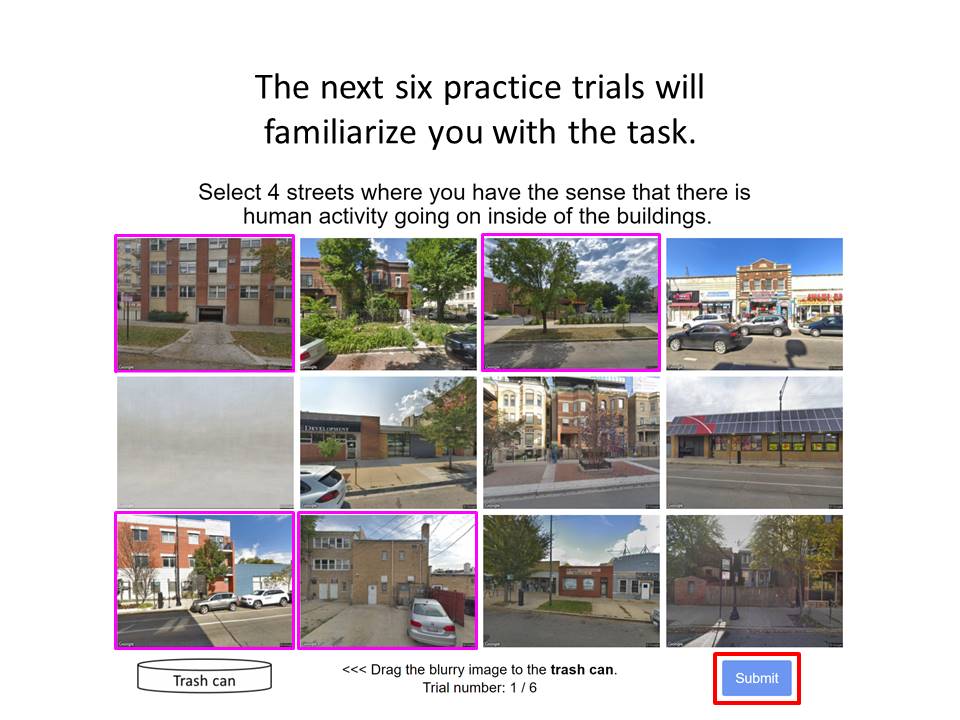 The next six practice trials will
familiarize you with the task.
Select 4 streets where you have the sense that there is
human activity going on inside of the buildings.
DEVELOPMENT
Trash can
<<< Drag the blurry image to the trash can.
Trial number: 1 / 6
Submit